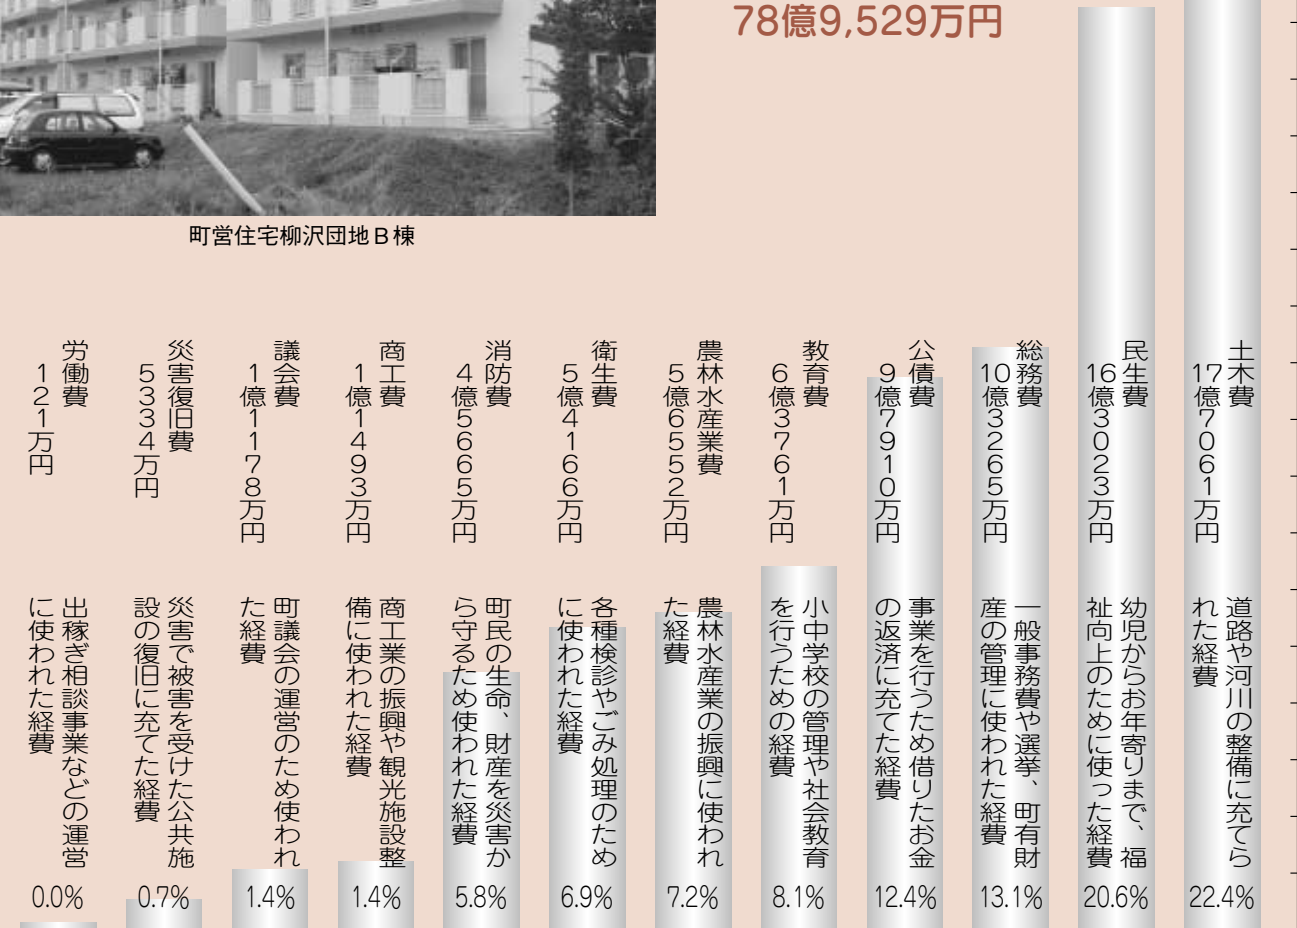 78億9,529万円
町営住宅柳沢団地B棟
土木費
17億7061万円
道路や河川の整備に充てら
れた経費
22.4%
民生費
16億3023万円
幼児からお年寄りまで、福
祉向上のために使った経費
20.6%
総務費
10億3265万円
一般事務費や選挙、町有財
産の管理に使われた経費
13.1%
公債費
9億7910万円
事業を行うため借りたお金
の返済に充てた経費
12.4%
教育費
6億3761万円
小中学校の管理や社会教育
を行うための経費
8.1%
農林水産業費
5億6552万円
農林水産業の振興に使われ
た経費
7.2%
衛生費
5億4166万円
各種検診やごみ処理のため
に使われた経費
6.9%
消防費
4億5665万円
町民の生命、財産を災害か
ら守るため使われた経費
5.8%
商工費
1億1493万円
商工業の振興や観光施設整
備に使われた経費
1.4%
議会費
1億1178万円
町議会の運営のため使われ
た経費
1.4%
災害復旧費
5334万円
災害で被害を受けた公共施
設の復旧に充てた経費
0.7%
労働費
121万円
出稼ぎ相談事業などの運営
に使われた経費
0.0%